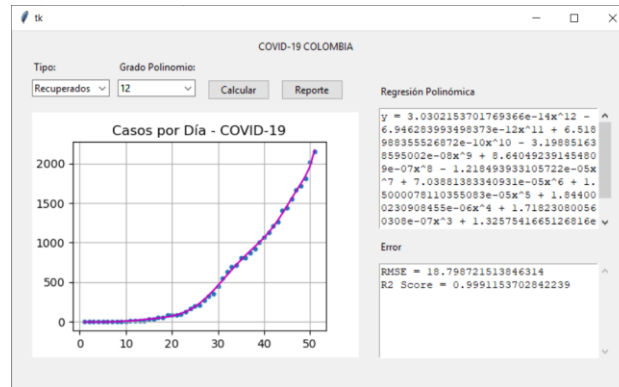 tk
COVID-19 COLOMBIA
Tipo:
Grado Polinomio:
Recuperados
12
Calcular
Reporte
Regresión Polinómica
Casos por Día - COVID-19
2000
1500
1000
500
0
0 10 20 30 40 50
y = 3.0302153701769366e-14x^12 -
6.946283993498373e-12x^11 + 6.518
988355526872e-10x^10 - 3.19885163
8595002e-08x^9 + 8.64049239145480
9e-07x^8 - 1.218493933105722e-05x
^7 + 7.03881383340931e-05x^6 + 1.
5000078110355083e-05x^5 + 1.84400
0230908455e-06x^4 + 1.71823080056
0308e-07x^3 + 1.3257541665126816e
Error
RMSE = 18.798721513846314
R2 Score = 0.9991153702842239